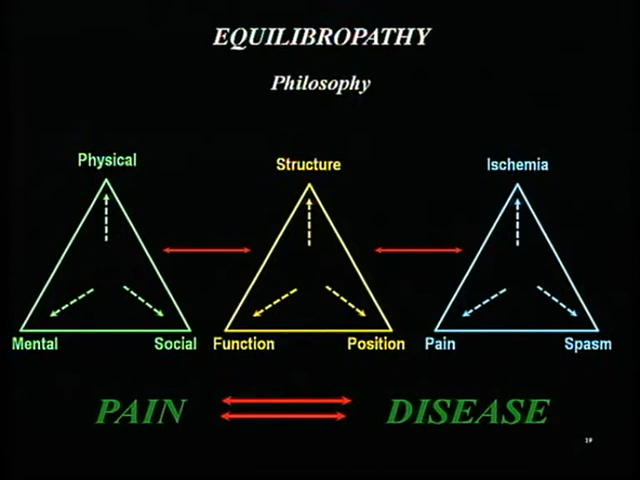 EQUILIBROPATHY
Philosophy
Physical
Structure
Ischemia
Mental
Social
Function
Position
Pain
Spasm
PAIN
DISEASE
19